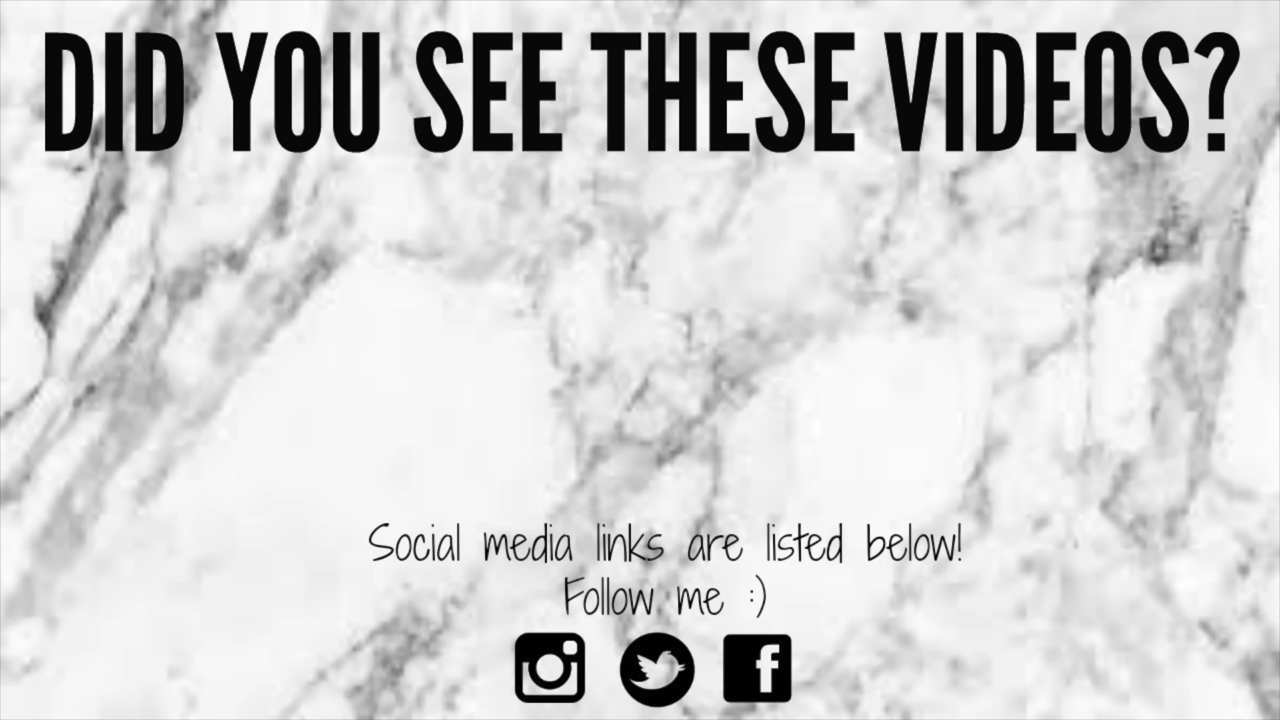 DID YOU SEE THESE VIDEOS?
Social media links are listed below!
Follow me :)